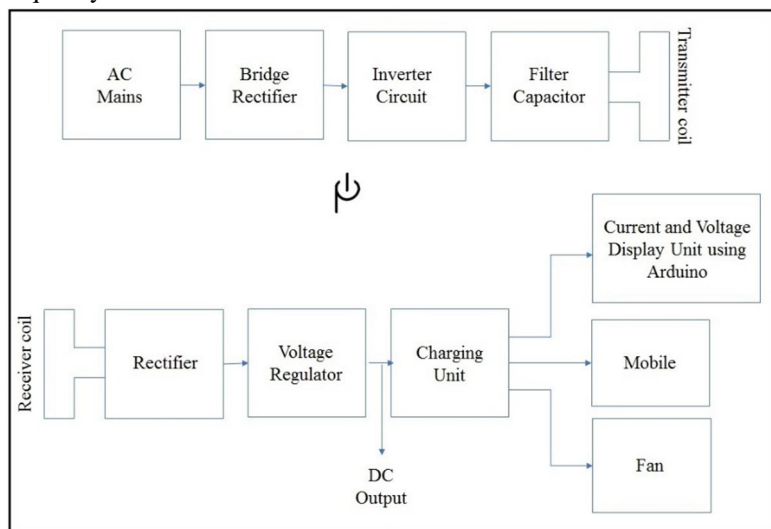 AC
Mains
Bridge
Rectifier
Inverter
Circuit
Filter
Capacitor
Transmitter coil
Current and Voltage
Display Unit using
Arduino
Receiver coil
Rectifier
Voltage
Regulator
Charging
Unit
Mobile
Fan
DC
Output